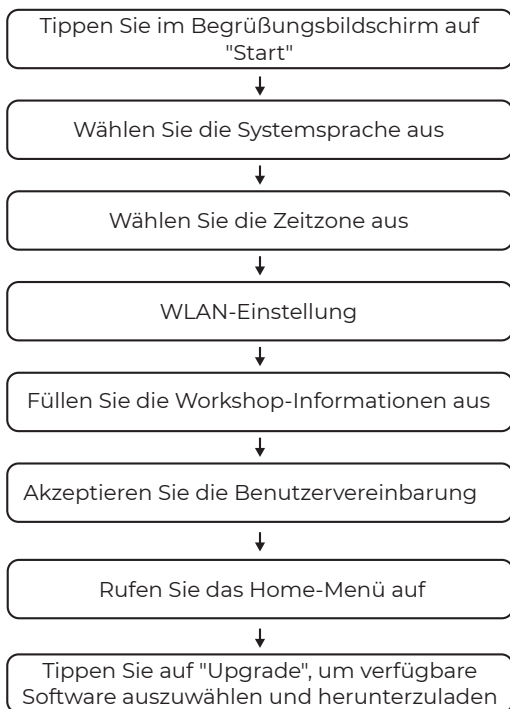 Tippen Sie im Begrüßungsbildschirm auf
"Start"
Wählen Sie die Systemsprache aus
Wählen Sie die Zeitzone aus
WLAN-Einstellung
Füllen Sie die Workshop-Informationen aus
Akzeptieren Sie die Benutzervereinbarung
Rufen Sie das Home-Menü auf
Tippen Sie auf "Upgrade", um verfügbare
Software auszuwählen und herunterzuladen